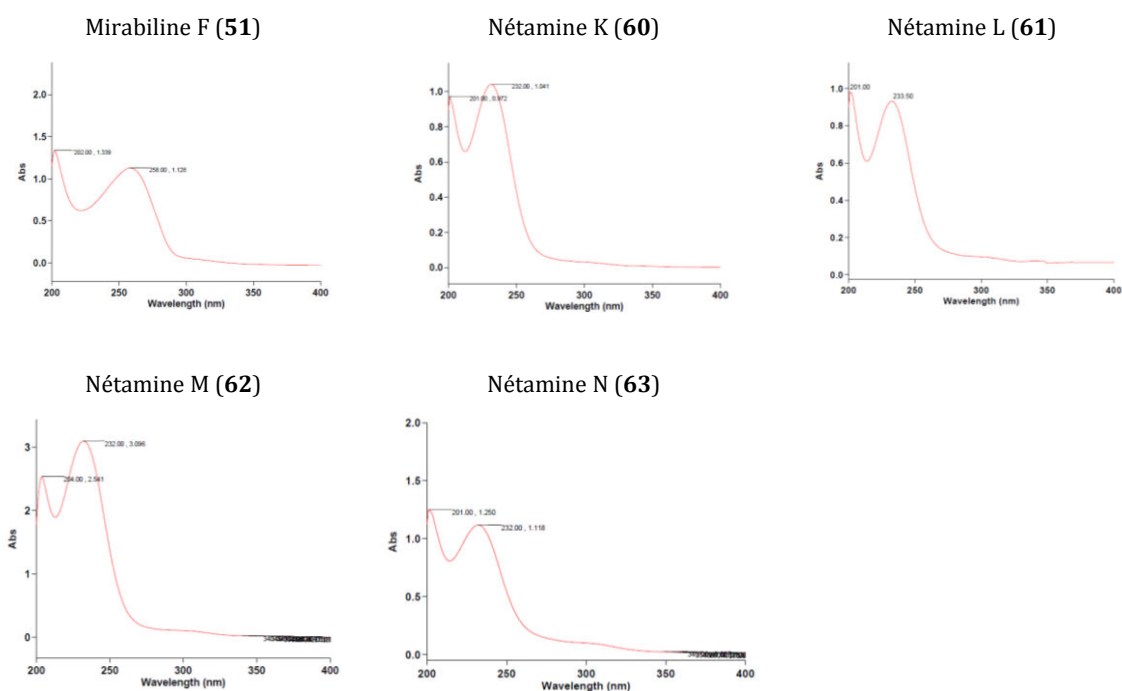 Mirabiline F (51)
Nétamine K (60)
Nétamine L (61)
2.0
1.5
1.0
0.5
0.0
Abs
202.00 , 1.339
258.00 , 1.128
200 250 300 350 400
Wavelength (nm)
1.0
0.8
0.6
0.4
0.2
0.0
Abs
201.00 , 0.972
232.00 , 1.041
200 250 300 350 400
Wavelength (nm)
1.0
0.8
0.6
0.4
0.2
0.0
Abs
201.00
233.50
200 250 300 350 400
Wavelength (nm)
Nétamine M (62)
Nétamine N (63)
3
2
1
0
Abs
204.00 , 2.541
232.00 , 3.096
200 250 300 350 400
Wavelength (nm)
2.0
1.5
1.0
0.5
0.0
Abs
201.00 , 1.250
232.00 , 1.118
200 250 300 350 400
Wavelength (nm)